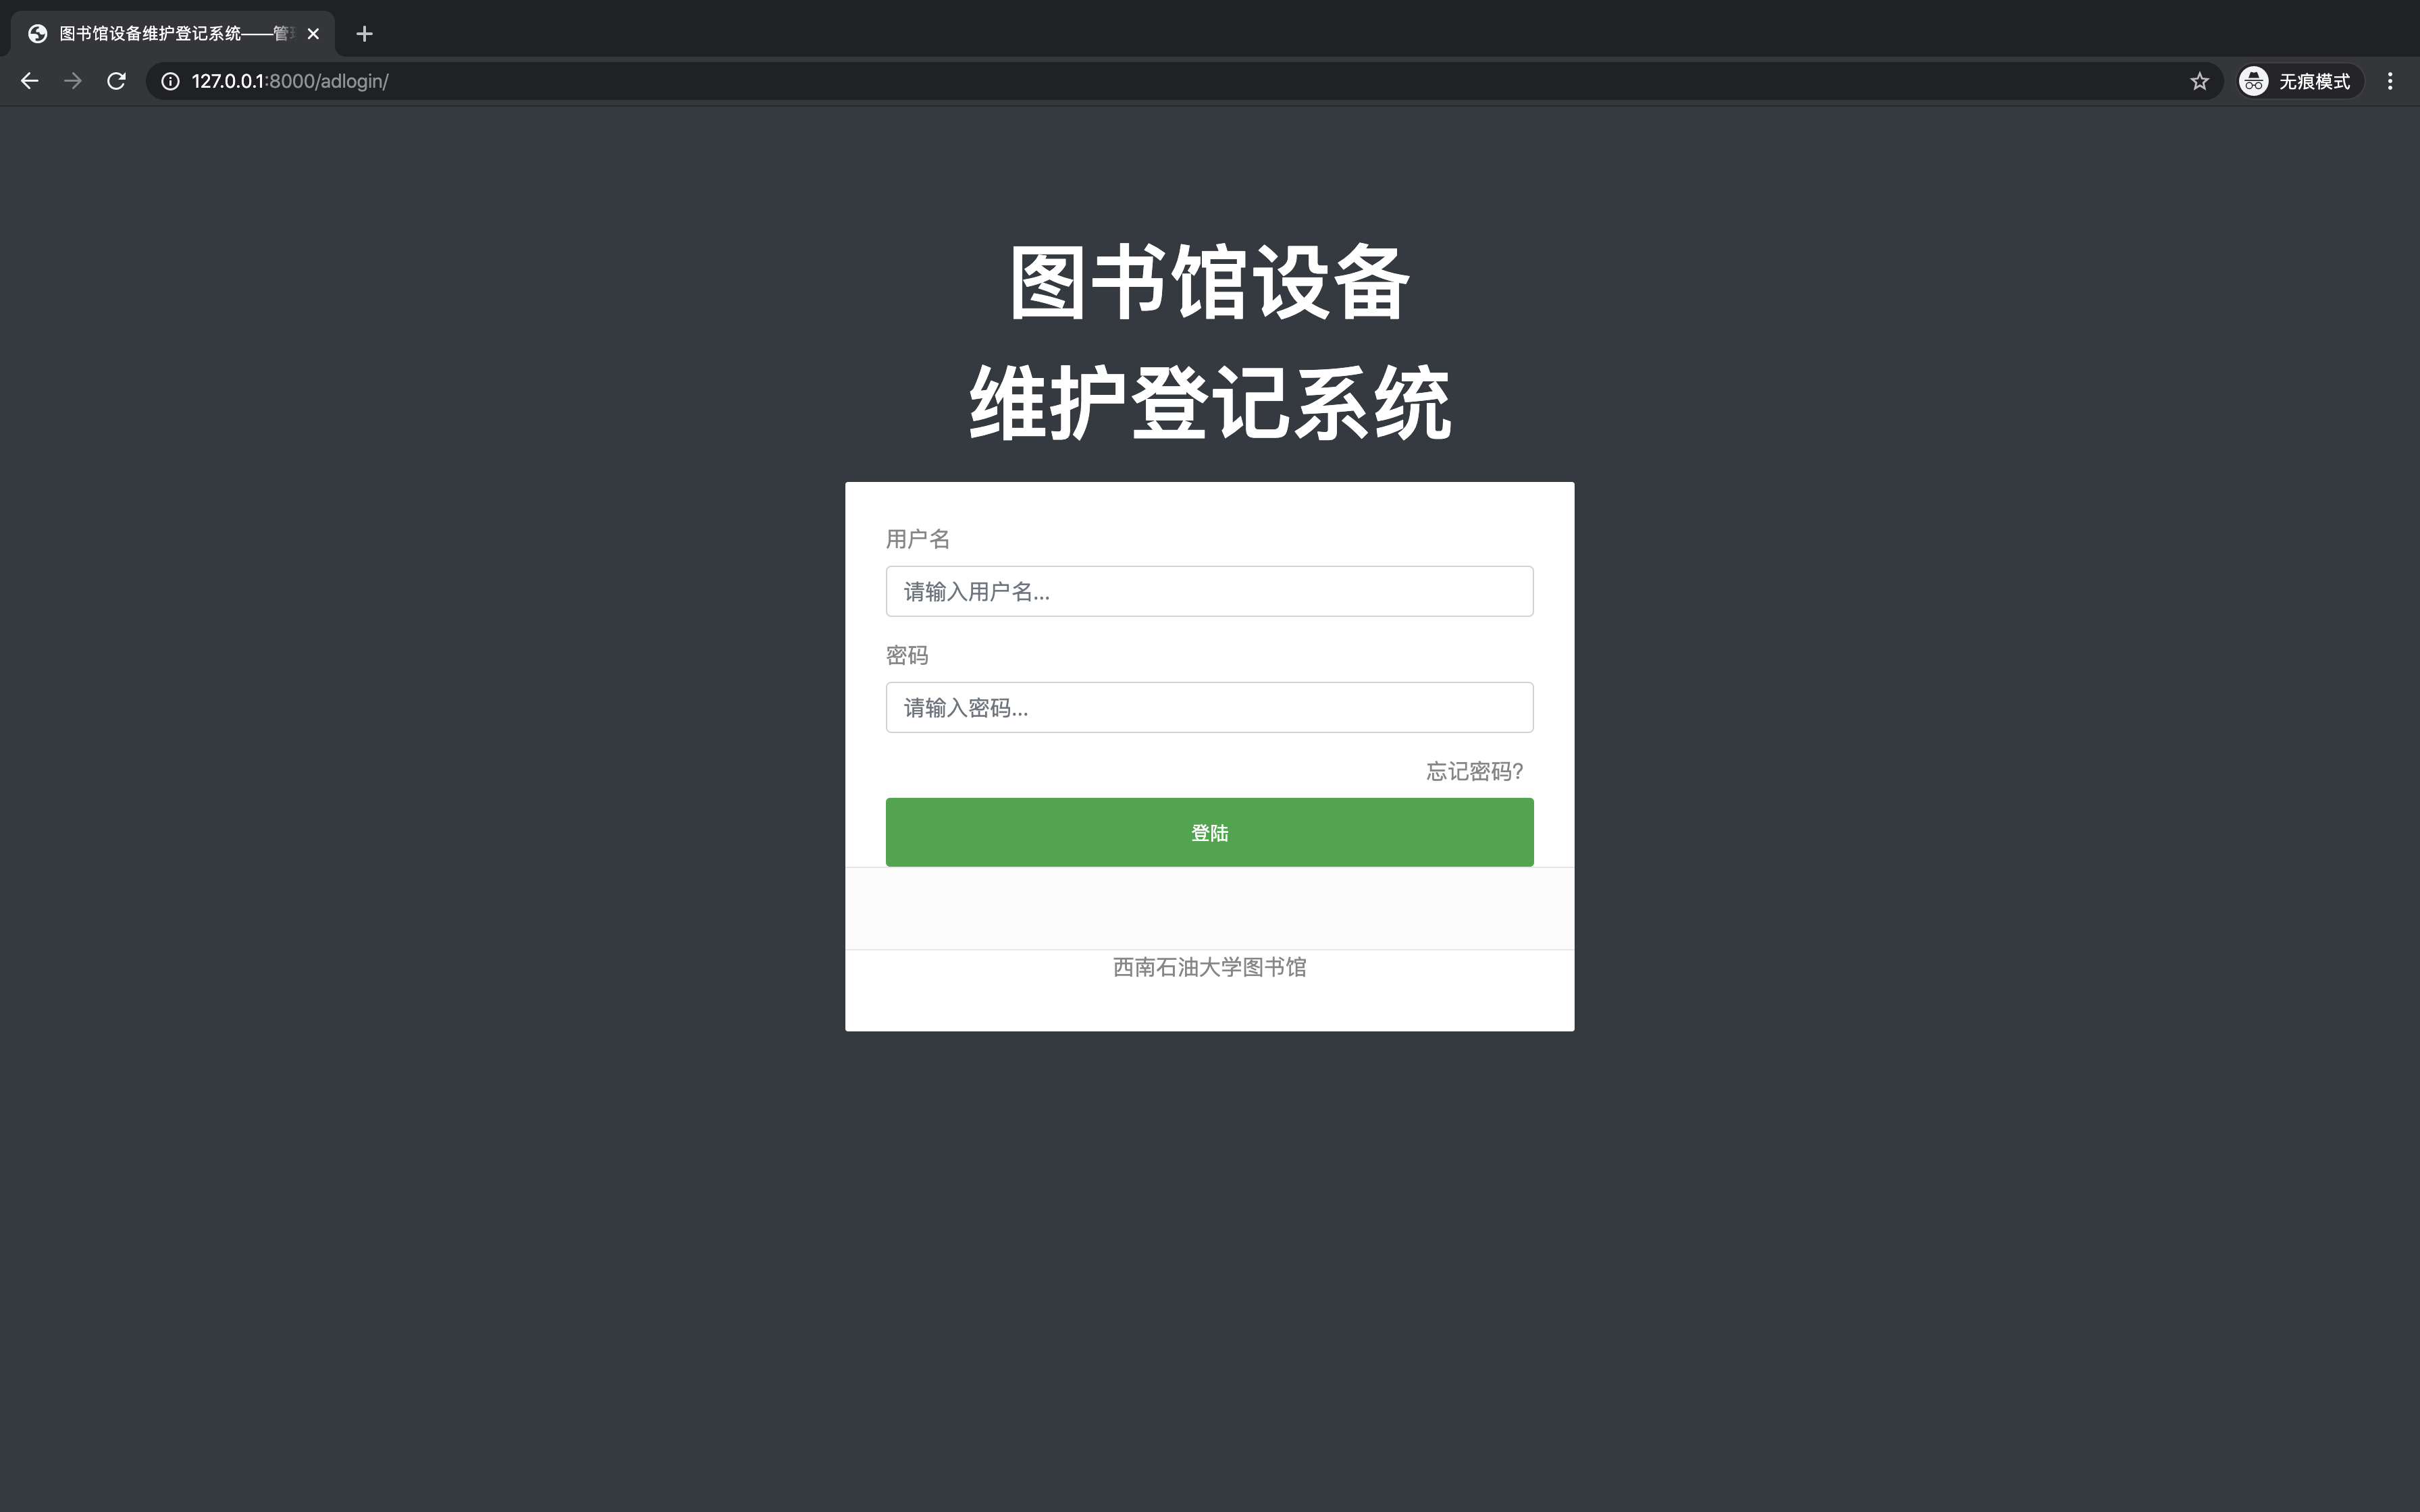 图书馆设备维护登记系统——管
127.0.0.1:8000/adlogin/
无痕模式
图书馆设备
维护登记系统
用户名
请输入用户名...
密码
请输入密码...
忘记密码?
登陆
西南石油大学图书馆